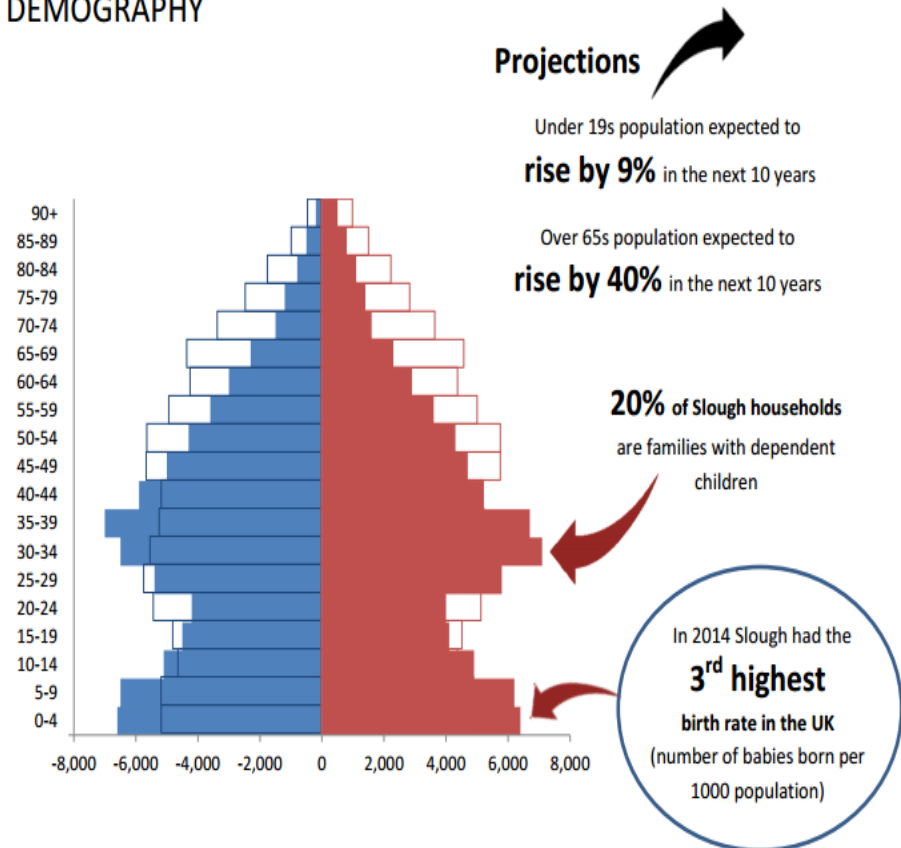 DEMOGRAPHY
Projections
Under 19s population expected to
rise by 9% in the next 10 years
Over 65s population expected to
rise by 40% in the next 10 years
20% of Slough households
are families with dependent
children
In 2014 Slough had the
3rd highest
birth rate in the UK
(number of babies born per
1000 population)
90+
85-89
80-84
75-79
70-74
65-69
60-64
55-59
50-54
45-49
40-44
35-39
30-34
25-29
20-24
15-19
10-14
5-9
0-4
-8,000 -6,000 -4,000 -2,000 0 2,000 4,000 6,000 8,000